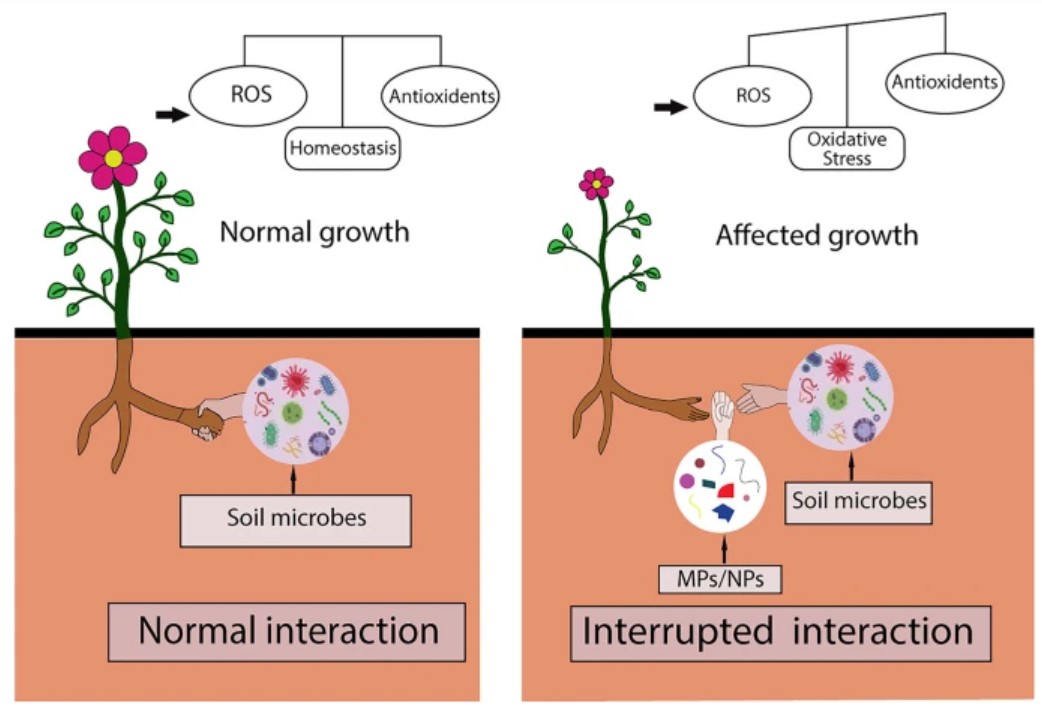 ROS
Antioxidents
Homeostasis
Normal growth
Soil microbes
Normal interaction
ROS
Antioxidents
Oxidative
Stress
Affected growth
Soil microbes
MPs/NPs
Interrupted interaction